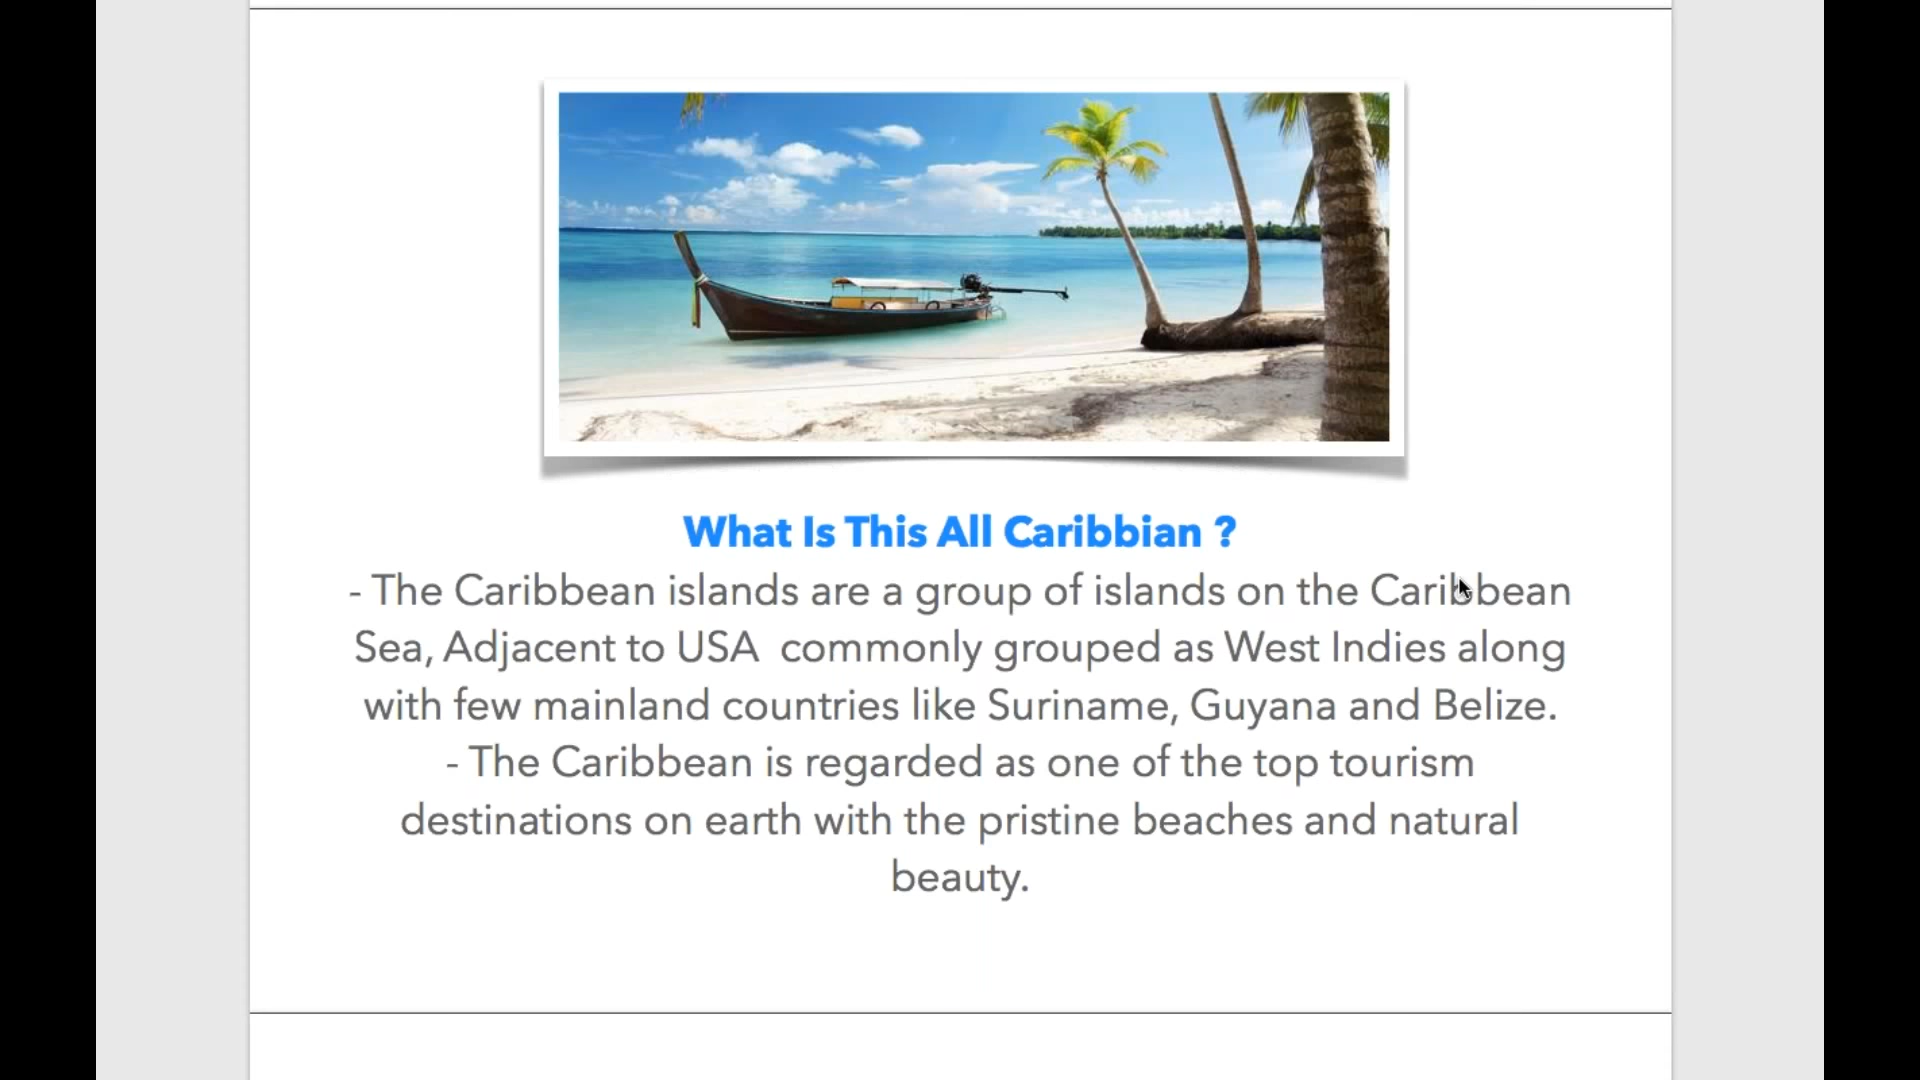 What Is This All Caribbian ?
- The Caribbean islands are a group of islands on the Caribbean
Sea, Adjacent to USA  commonly grouped as West Indies along
with few mainland countries like Suriname, Guyana and Belize.
- The Caribbean is regarded as one of the top tourism
destinations on earth with the pristine beaches and natural
beauty.